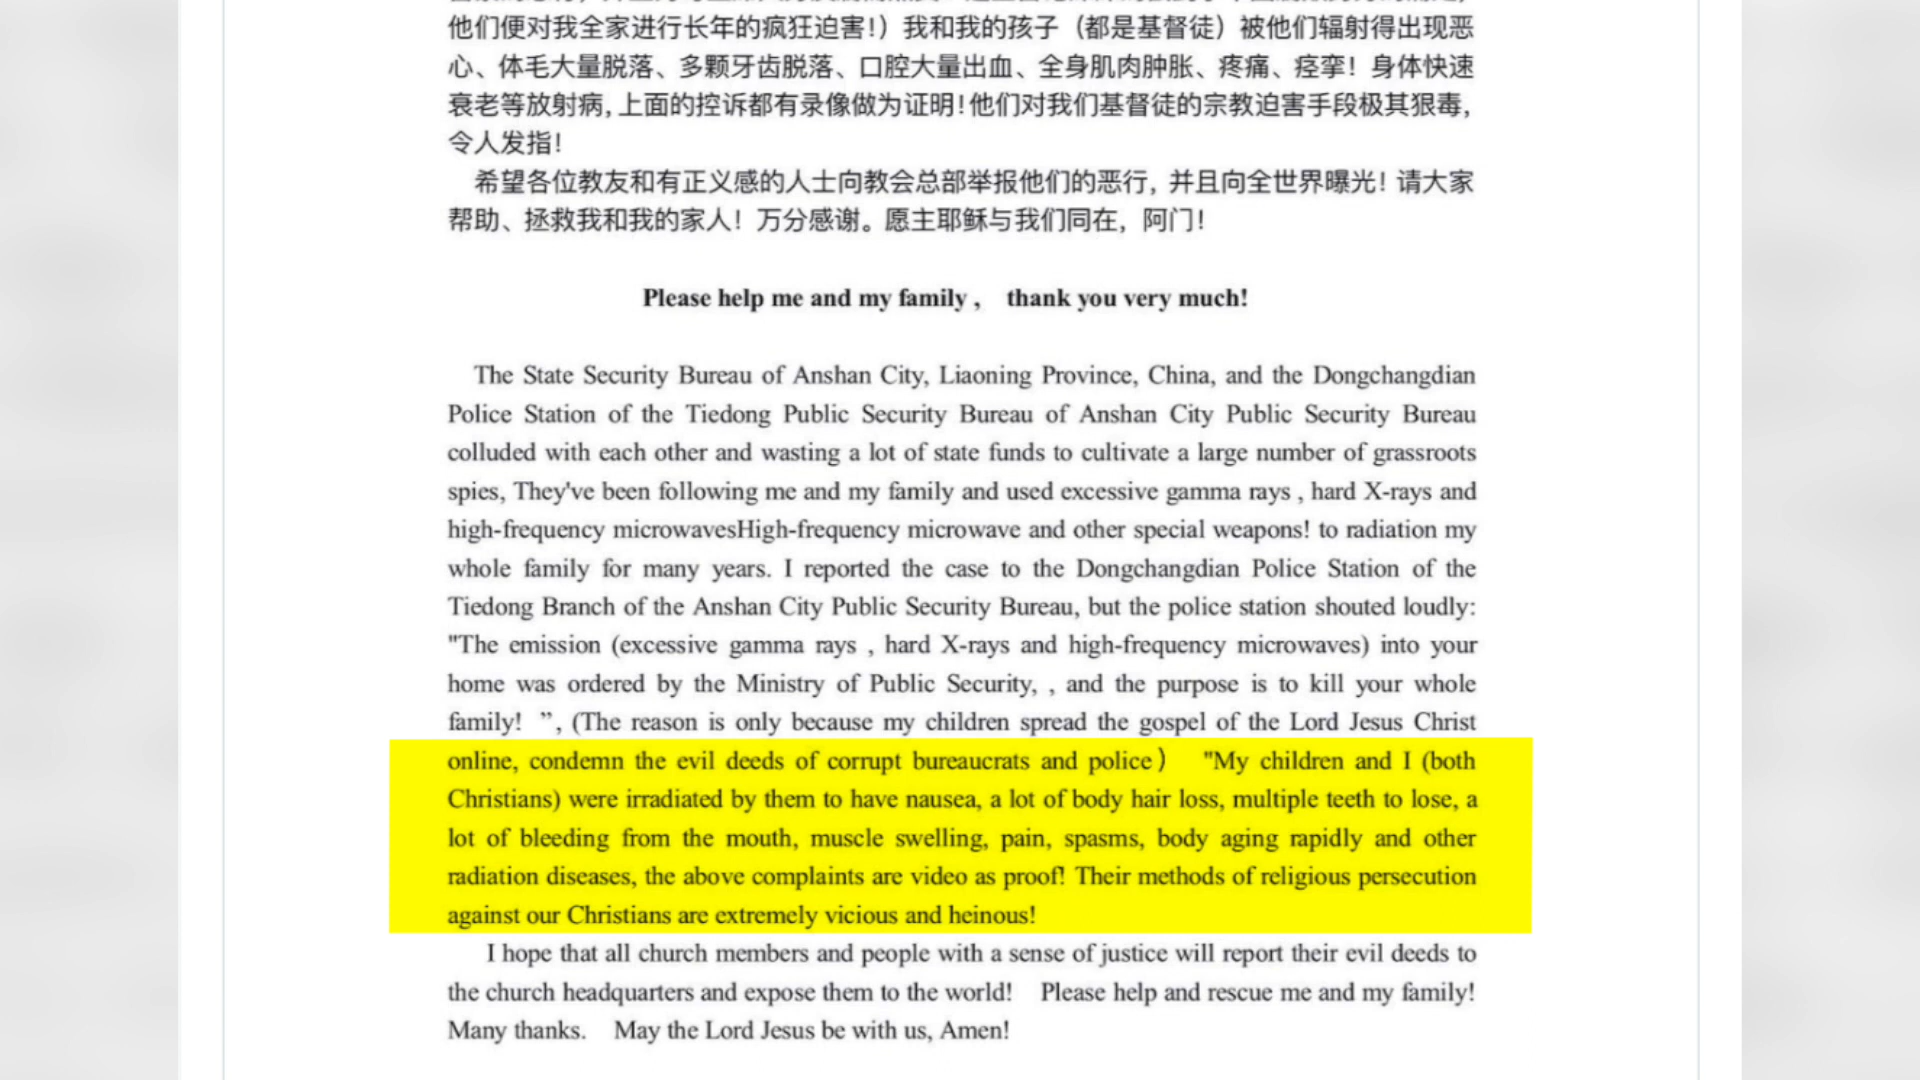 他们便对我全家进行长年的疯狂迫害!）我和我的孩子（都是基督徒）被他们辐射得出现恶
心、体毛大量脱落、多颗牙齿脱落、口腔大量出血、全身肌肉肿胀、疼痛、痉挛！身体快速
衰老等放射病, 上面的控诉都有录像做为证明! 他们对我们基督徒的宗教迫害手段极其狠毒,
令人发指!
希望各位教友和有正义感的人士向教会总部举报他们的恶行, 并且向全世界曝光! 请大家
帮助、拯救我和我的家人! 万分感谢。愿主耶稣与我们同在, 阿门!
Please help me and my family , thank you very much!
The State Security Bureau of Anshan City, Liaoning Province, China, and the Dongchangdian
Police Station of the Tiedong Public Security Bureau of Anshan City Public Security Bureau
colluded with each other and wasting a lot of state funds to cultivate a large number of grassroots
spies, They've been following me and my family and used excessive gamma rays , hard X-rays and
high-frequency microwavesHigh-frequency microwave and other special weapons! to radiation my
whole family for many years. I reported the case to the Dongchangdian Police Station of the
Tiedong Branch of the Anshan City Public Security Bureau, but the police station shouted loudly:
"The emission (excessive gamma rays , hard X-rays and high-frequency microwaves) into your
home was ordered by the Ministry of Public Security, , and the purpose is to kill your whole
family! ”, (The reason is only because my children spread the gospel of the Lord Jesus Christ
online, condemn the evil deeds of corrupt bureaucrats and police） "My children and I (both
Christians) were irradiated by them to have nausea, a lot of body hair loss, multiple teeth to lose, a
lot of bleeding from the mouth, muscle swelling, pain, spasms, body aging rapidly and other
radiation diseases, the above complaints are video as proof! Their methods of religious persecution
against our Christians are extremely vicious and heinous!
I hope that all church members and people with a sense of justice will report their evil deeds to
the church headquarters and expose them to the world! Please help and rescue me and my family!
Many thanks. May the Lord Jesus be with us, Amen!